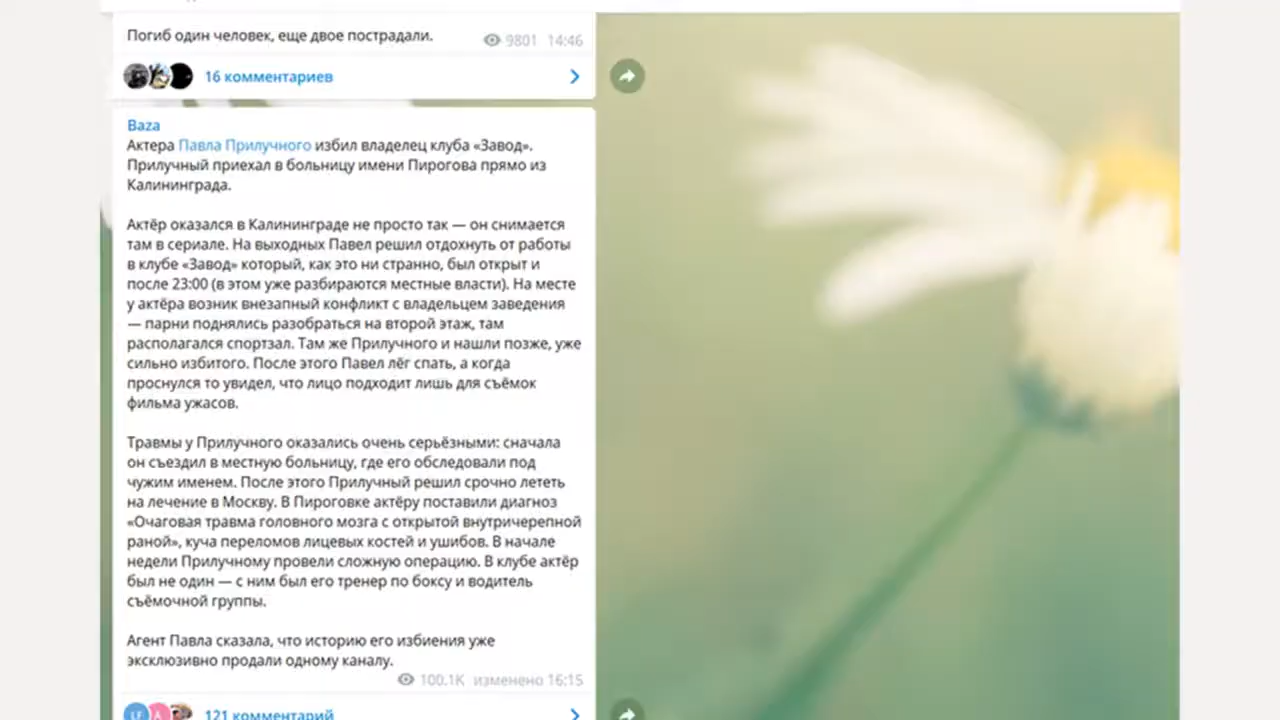 Погиб один человек, еще двое пострадали.
9801 14:46
16 комментариев
Baza
Актера Павла Прилучного избил владелец клуба «Завод».
Прилучный приехал в больницу имени Пирогова прямо из
Калининграда.
Актёр оказался в Калининграде не просто так — он снимается
там в сериале. На выходных Павел решил отдохнуть от работы
в клубе «Завод» который, как это ни странно, был открыт и
после 23:00 (в этом уже разбираются местные власти). На месте
у актёра возник внезапный конфликт с владельцем заведения
— парни поднялись разобраться на второй этаж, там
располагался спортзал. Там же Прилучного и нашли позже, уже
сильно избитого. После этого Павел лёг спать, а когда
проснулся то увидел, что лицо подходит лишь для съёмок
фильма ужасов.
Травмы у Прилучного оказались очень серьёзными: сначала
он съездил в местную больницу, где его обследовали под
чужим именем. После этого Прилучный решил срочно лететь
на лечение в Москву. В Пироговке актёру поставили диагноз
«Очаговая травма головного мозга с открытой внутричерепной
раной», куча переломов лицевых костей и ушибов. В начале
недели Прилучному провели сложную операцию. В клубе актёр
был не один — с ним был его тренер по боксу и водитель
съёмочной группы.
Агент Павла сказала, что историю его избиения уже
эксклюзивно продали одному каналу.
100.1K изменено 16:15
121 комментарий